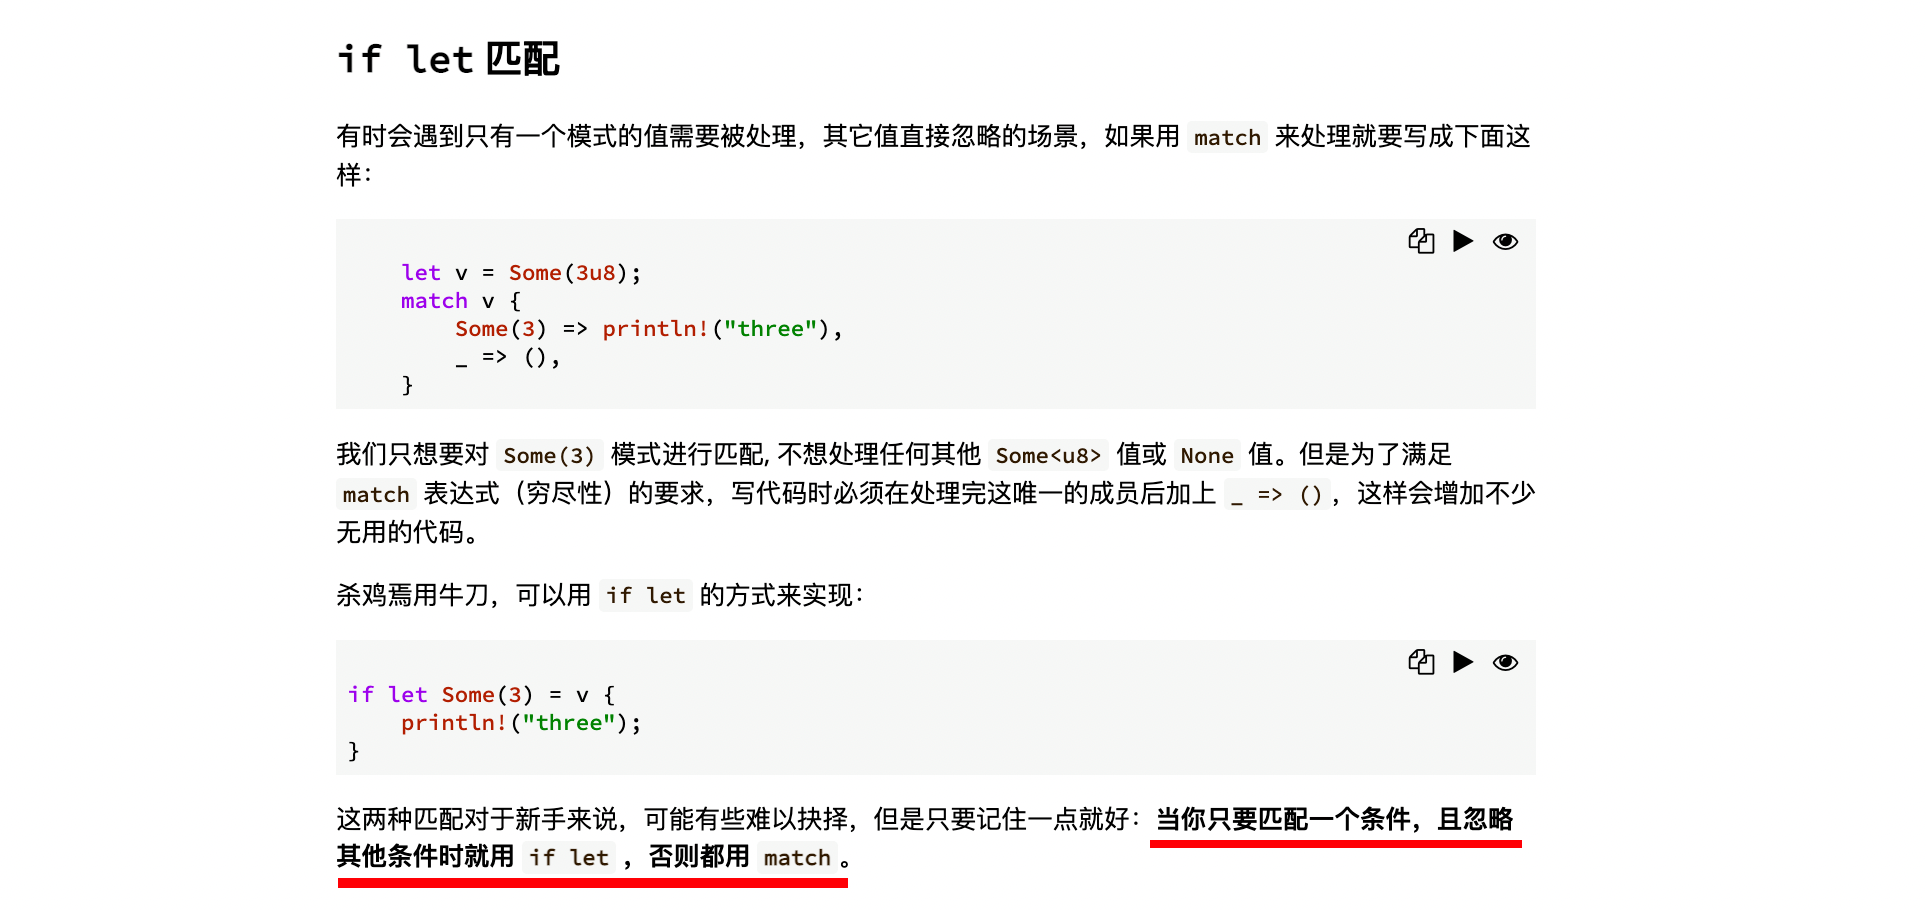 if let 匹配
有时会遇到只有一个模式的值需要被处理，其它值直接忽略的场景，如果用 match 来处理就要写成下面这
样：
let v = Some(3u8);
match v {
    Some(3) => println!("three"),
    _ => (),
}
我们只想要对 Some(3) 模式进行匹配, 不想处理任何其他 Some<u8> 值或 None 值。但是为了满足
match 表达式（穷尽性）的要求，写代码时必须在处理完这唯一的成员后加上 _ => ()，这样会增加不少
无用的代码。
杀鸡焉用牛刀，可以用 if let 的方式来实现：
if let Some(3) = v {
    println!("three");
}
这两种匹配对于新手来说，可能有些难以抉择，但是只要记住一点就好：当你只要匹配一个条件，且忽略
其他条件时就用 if let ，否则都用 match。